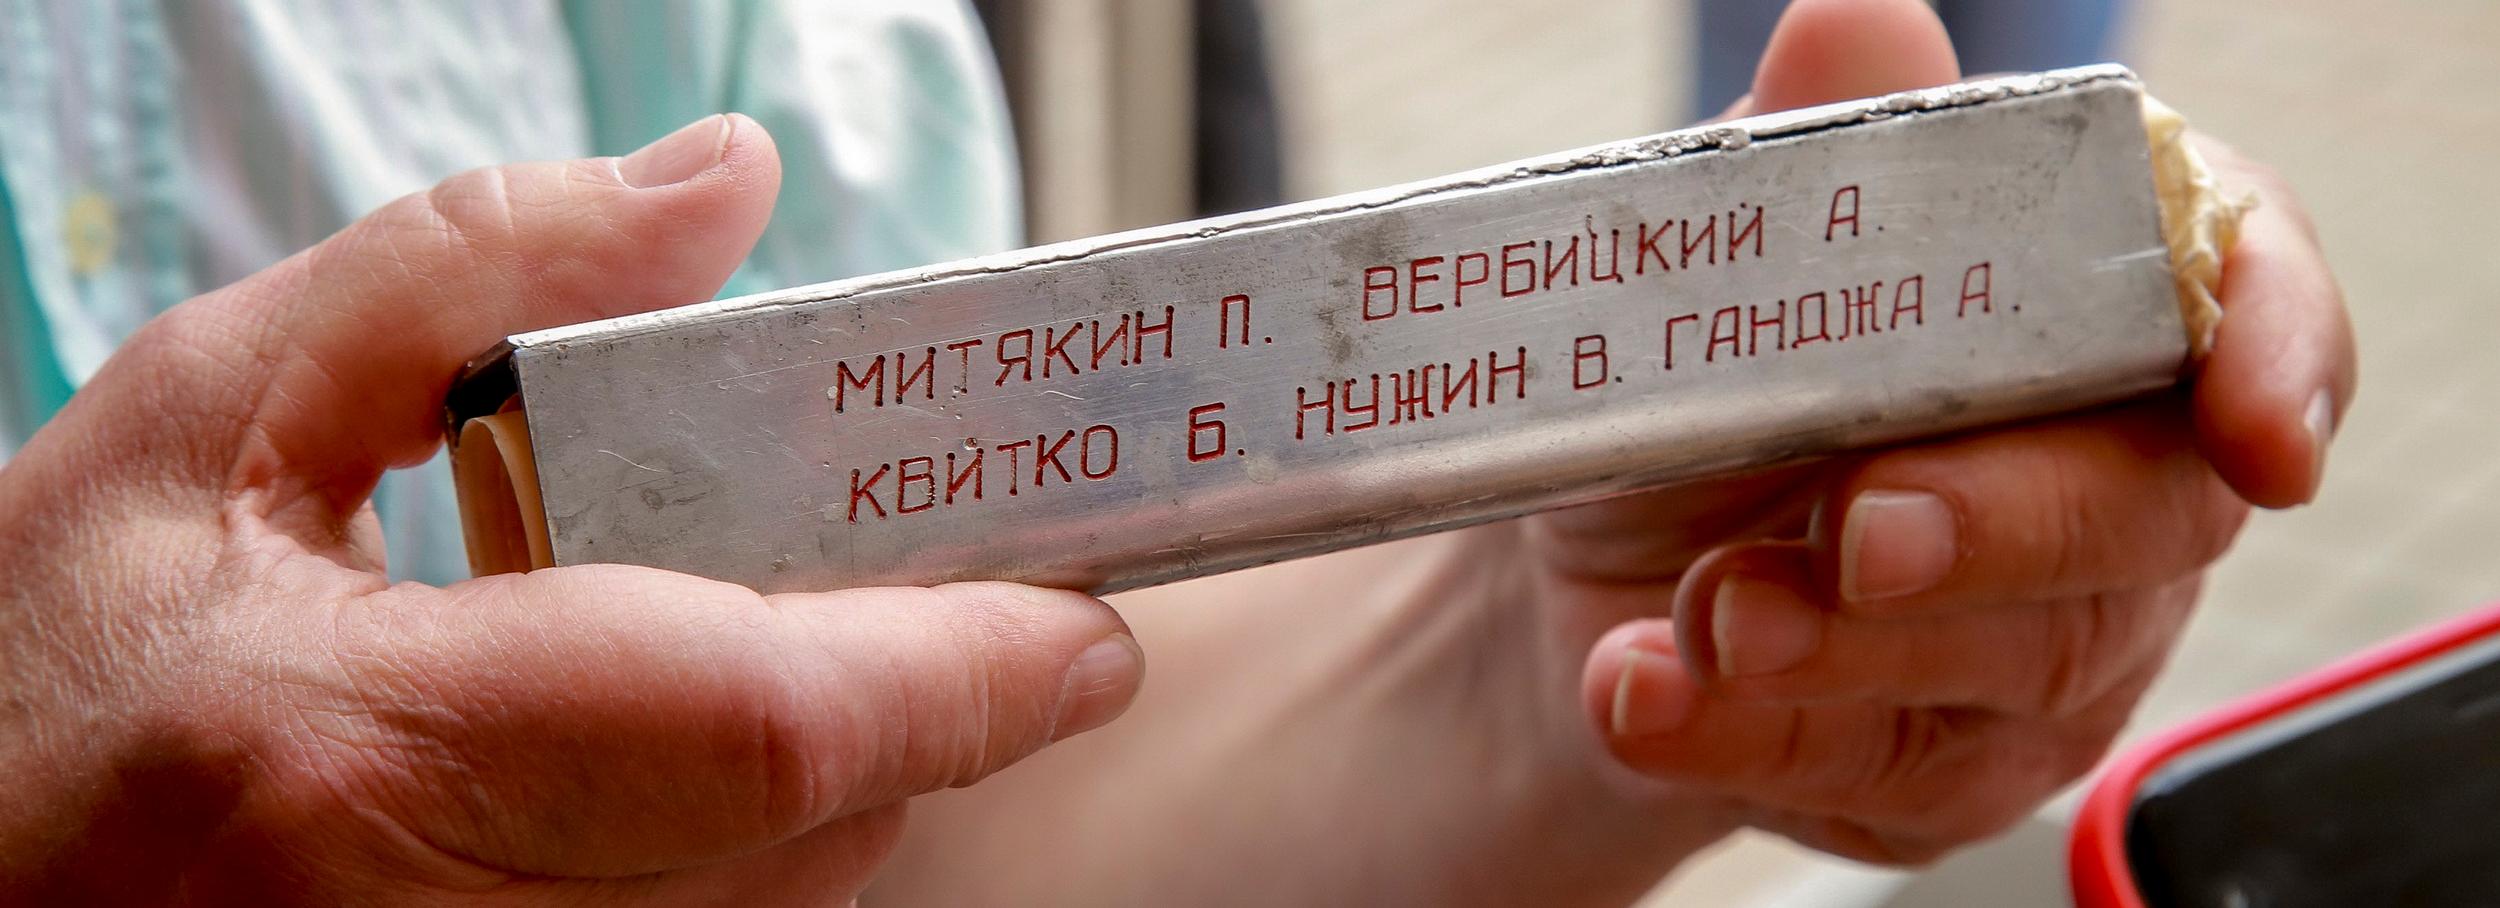 МИТЯКИН П. ВЕРБИЦКИЙ А.
КВИТКО Б. НУЖИН В. ГАНДЖА А.